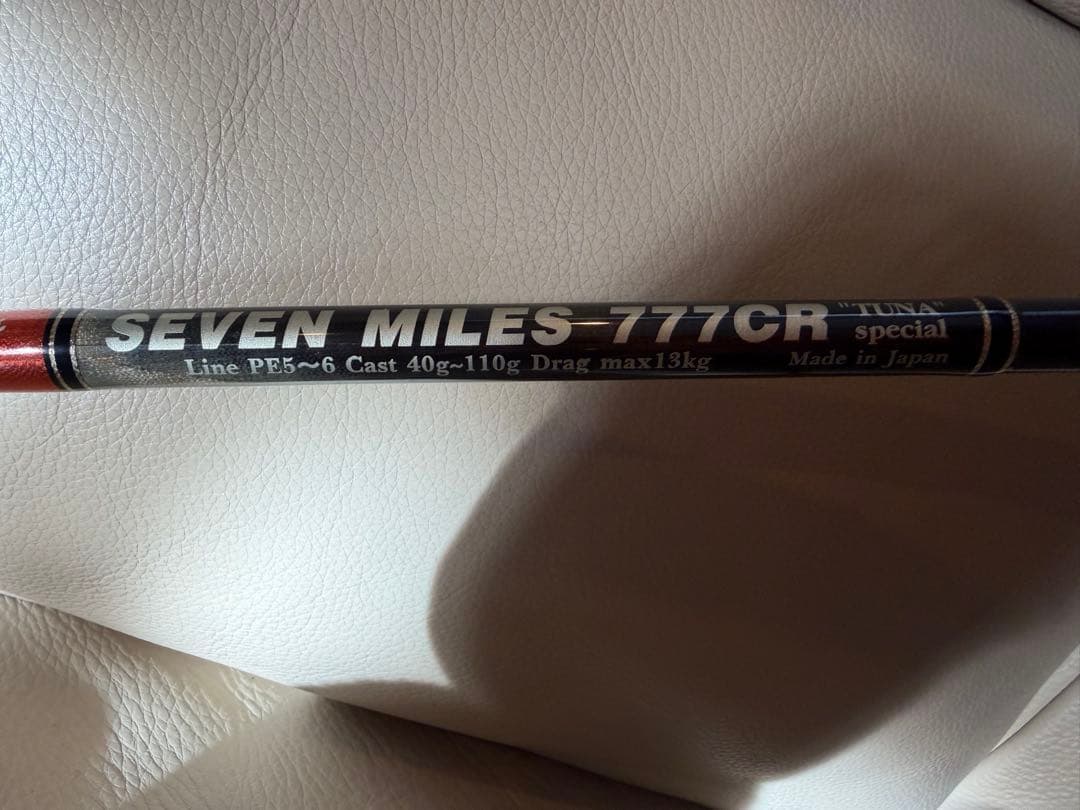 SEVEN MILES 777CR "TUNA" special
Line PE5〜6 Cast 40g~110g Drag max13kg Made in Japan